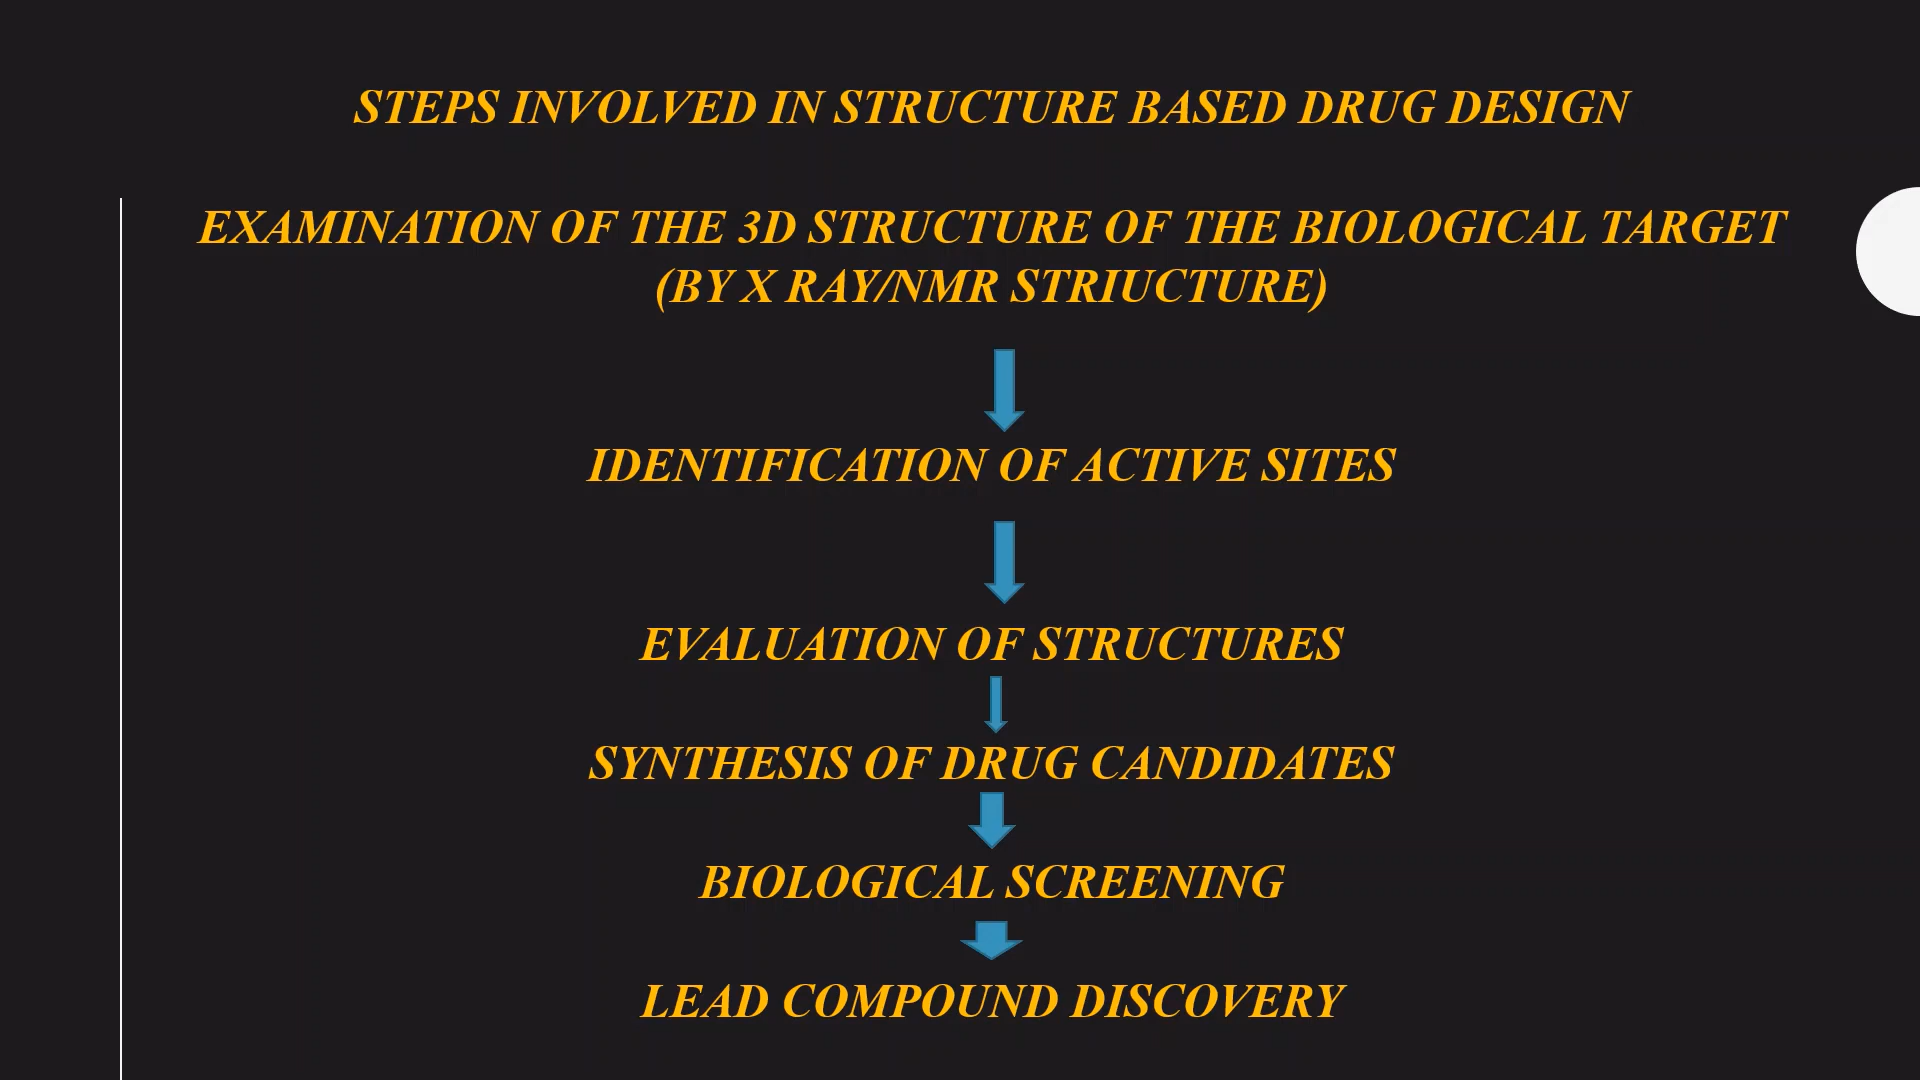 STEPS INVOLVED IN STRUCTURE BASED DRUG DESIGN
EXAMINATION OF THE 3D STRUCTURE OF THE BIOLOGICAL TARGET
(BY X RAY/NMR STRIUCTURE)
IDENTIFICATION OF ACTIVE SITES
EVALUATION OF STRUCTURES
SYNTHESIS OF DRUG CANDIDATES
BIOLOGICAL SCREENING
LEAD COMPOUND DISCOVERY